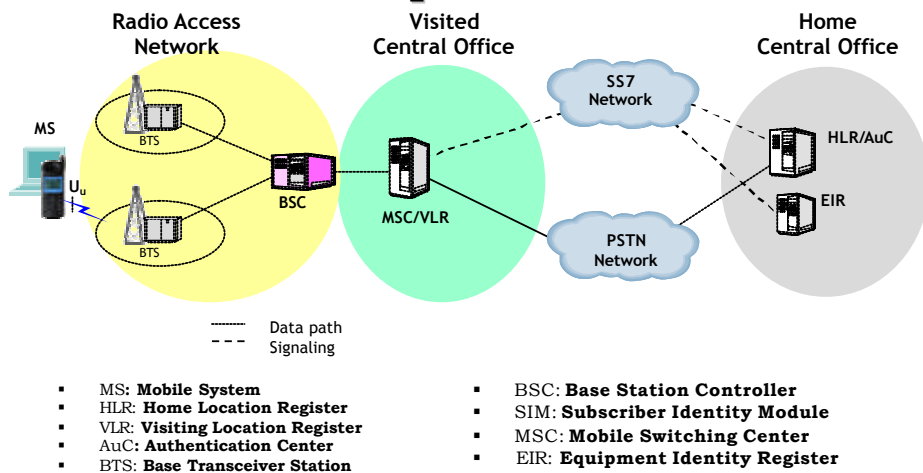 Radio Access
Network
Visited
Central Office
Home
Central Office
SS7
Network
MS
BTS
HLR/AuC
U u
BSC
MSC/VLR
EIR
BTS
PSTN
Network
Data path
Signaling
▪ MS: Mobile System
▪ HLR: Home Location Register
▪ VLR: Visiting Location Register
▪ AuC: Authentication Center
▪ BTS: Base Transceiver Station
▪ BSC: Base Station Controller
▪ SIM: Subscriber Identity Module
▪ MSC: Mobile Switching Center
▪ EIR: Equipment Identity Register